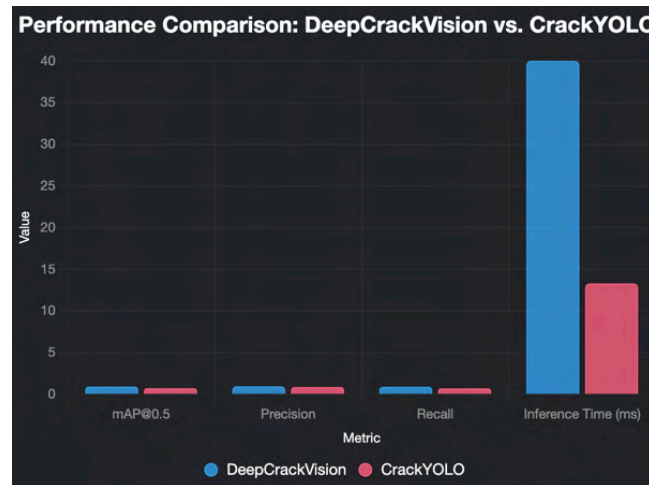 Performance Comparison: DeepCrackVision vs. CrackYOLO
40
35
30
25
20
15
10
5
0
Value
mAP@0.5 Precision Recall Inference Time (ms)
Metric
DeepCrackVision CrackYOLO